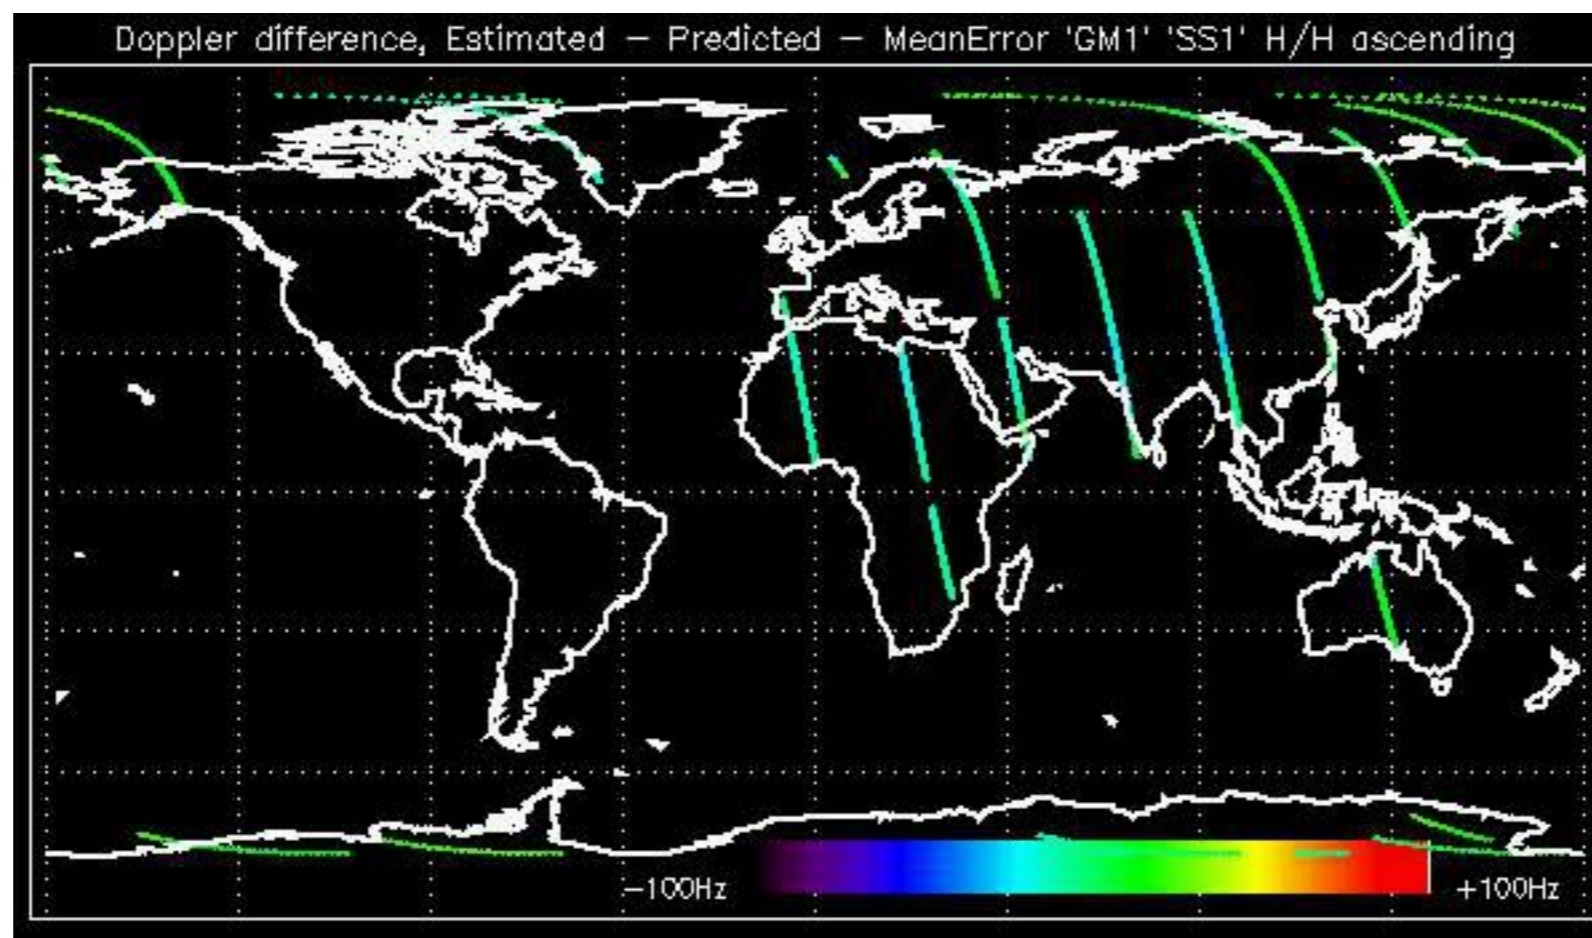 Doppler difference, Estimated – Predicted – MeanError 'GM1' 'SS1' H/H ascending
–100Hz +100Hz